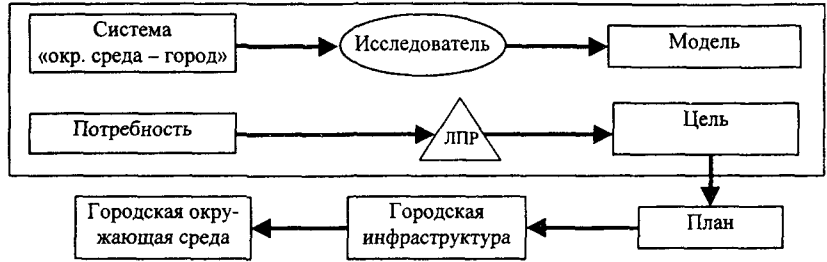 Система
«окр. среда – город»
Исследователь
Модель
Потребность
ЛПР
Цель
Городская окру-
жающая среда
Городская
инфраструктура
План